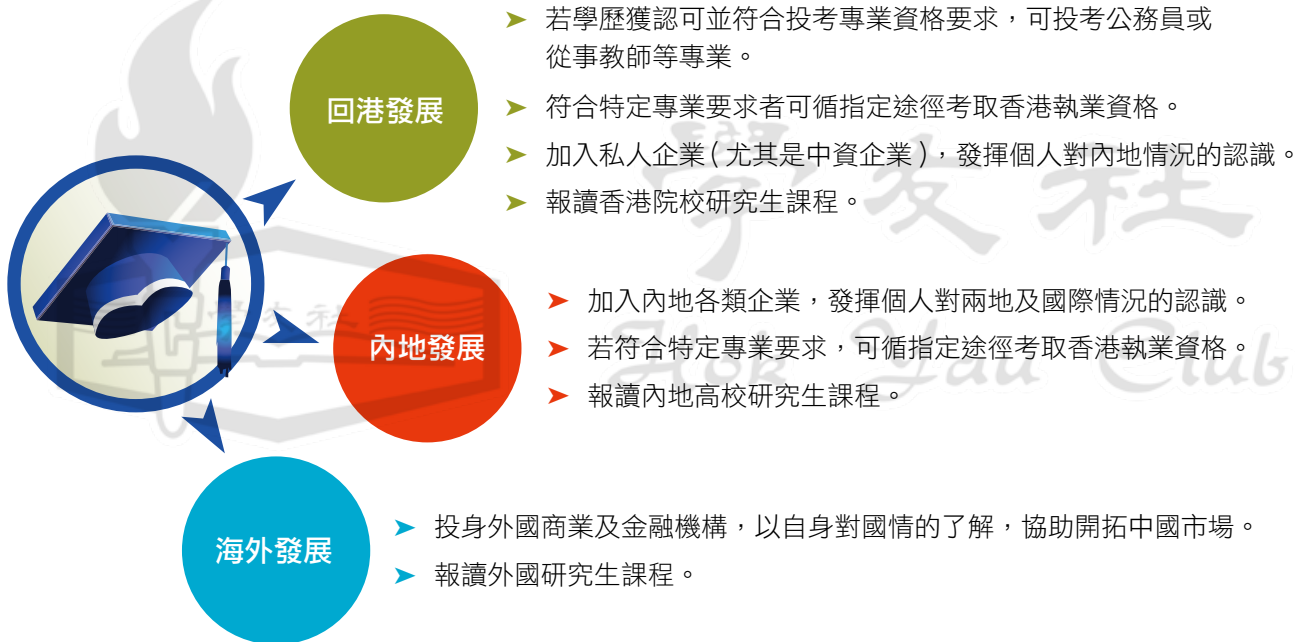 回港發展
➤ 若學歷獲認可並符合投考專業資格要求，可投考公務員或
從事教師等專業。
➤ 符合特定專業要求者可循指定途徑考取香港執業資格。
➤ 加入私人企業 ( 尤其是中資企業 )，發揮個人對內地情況的認識。
➤ 報讀香港院校研究生課程。
內地發展
➤ 加入內地各類企業，發揮個人對兩地及國際情況的認識。
➤ 若符合特定專業要求，可循指定途徑考取香港執業資格。
➤ 報讀內地高校研究生課程。
海外發展
➤ 投身外國商業及金融機構，以自身對國情的了解，協助開拓中國市場。
➤ 報讀外國研究生課程。
學友社
Hok Yau Club
學友社